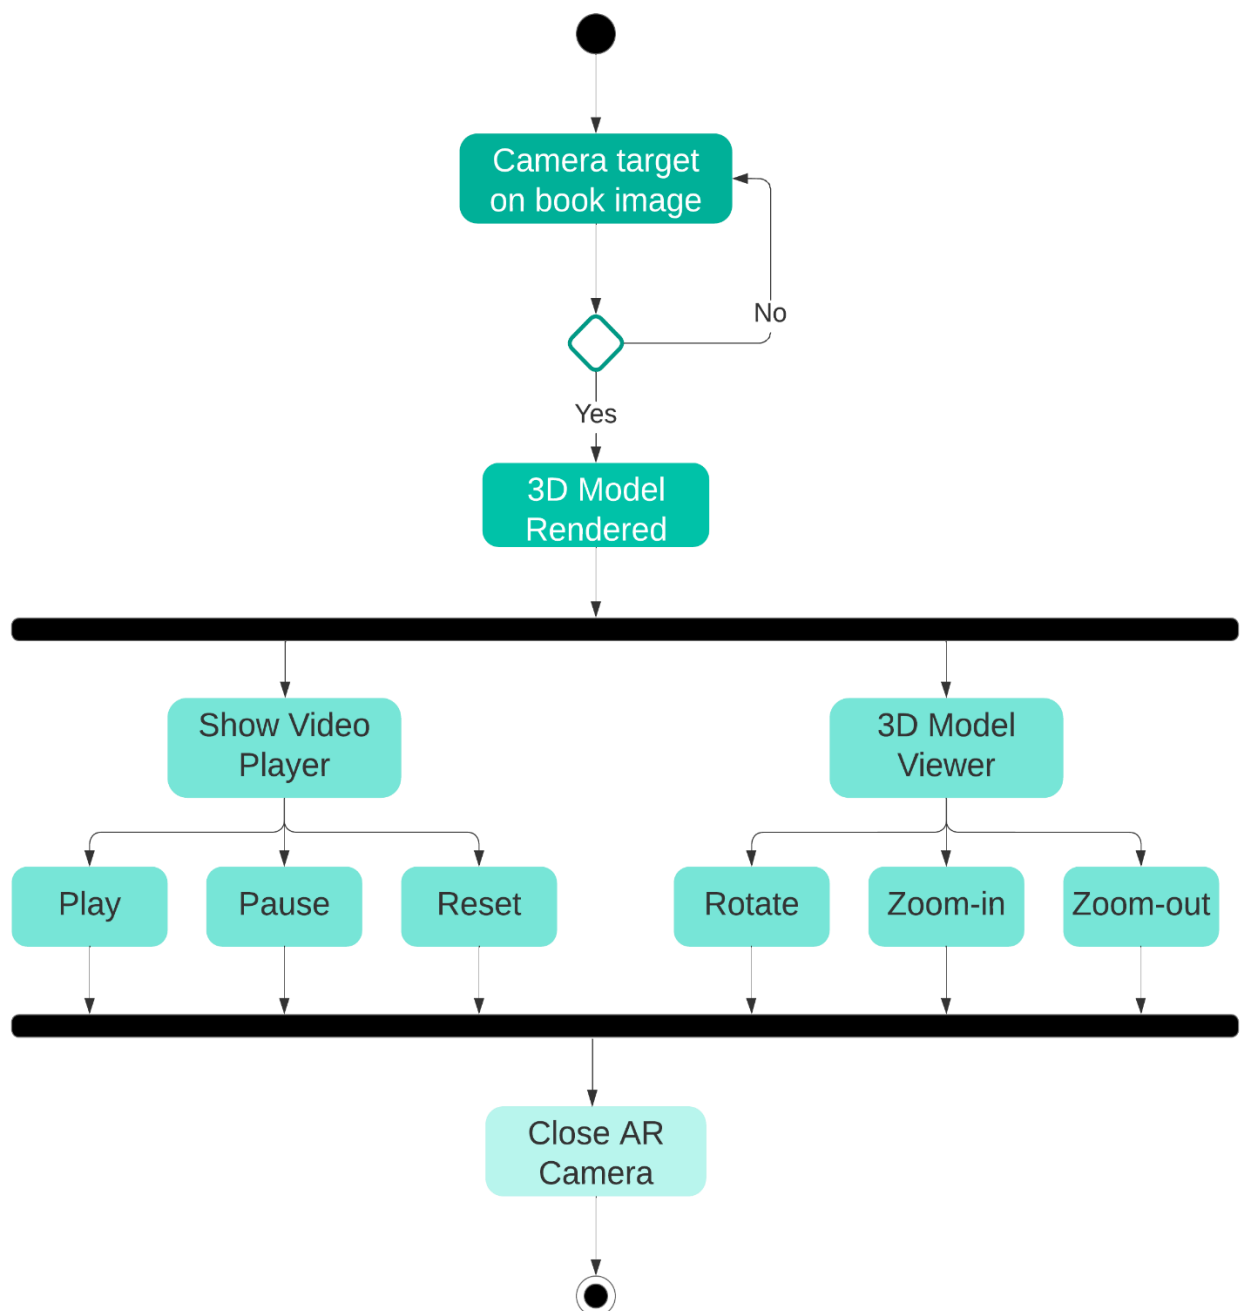 Camera target
on book image
No
Yes
3D Model
Rendered
Show Video
Player
3D Model
Viewer
Play
Pause
Reset
Rotate
Zoom-in
Zoom-out
Close AR
Camera